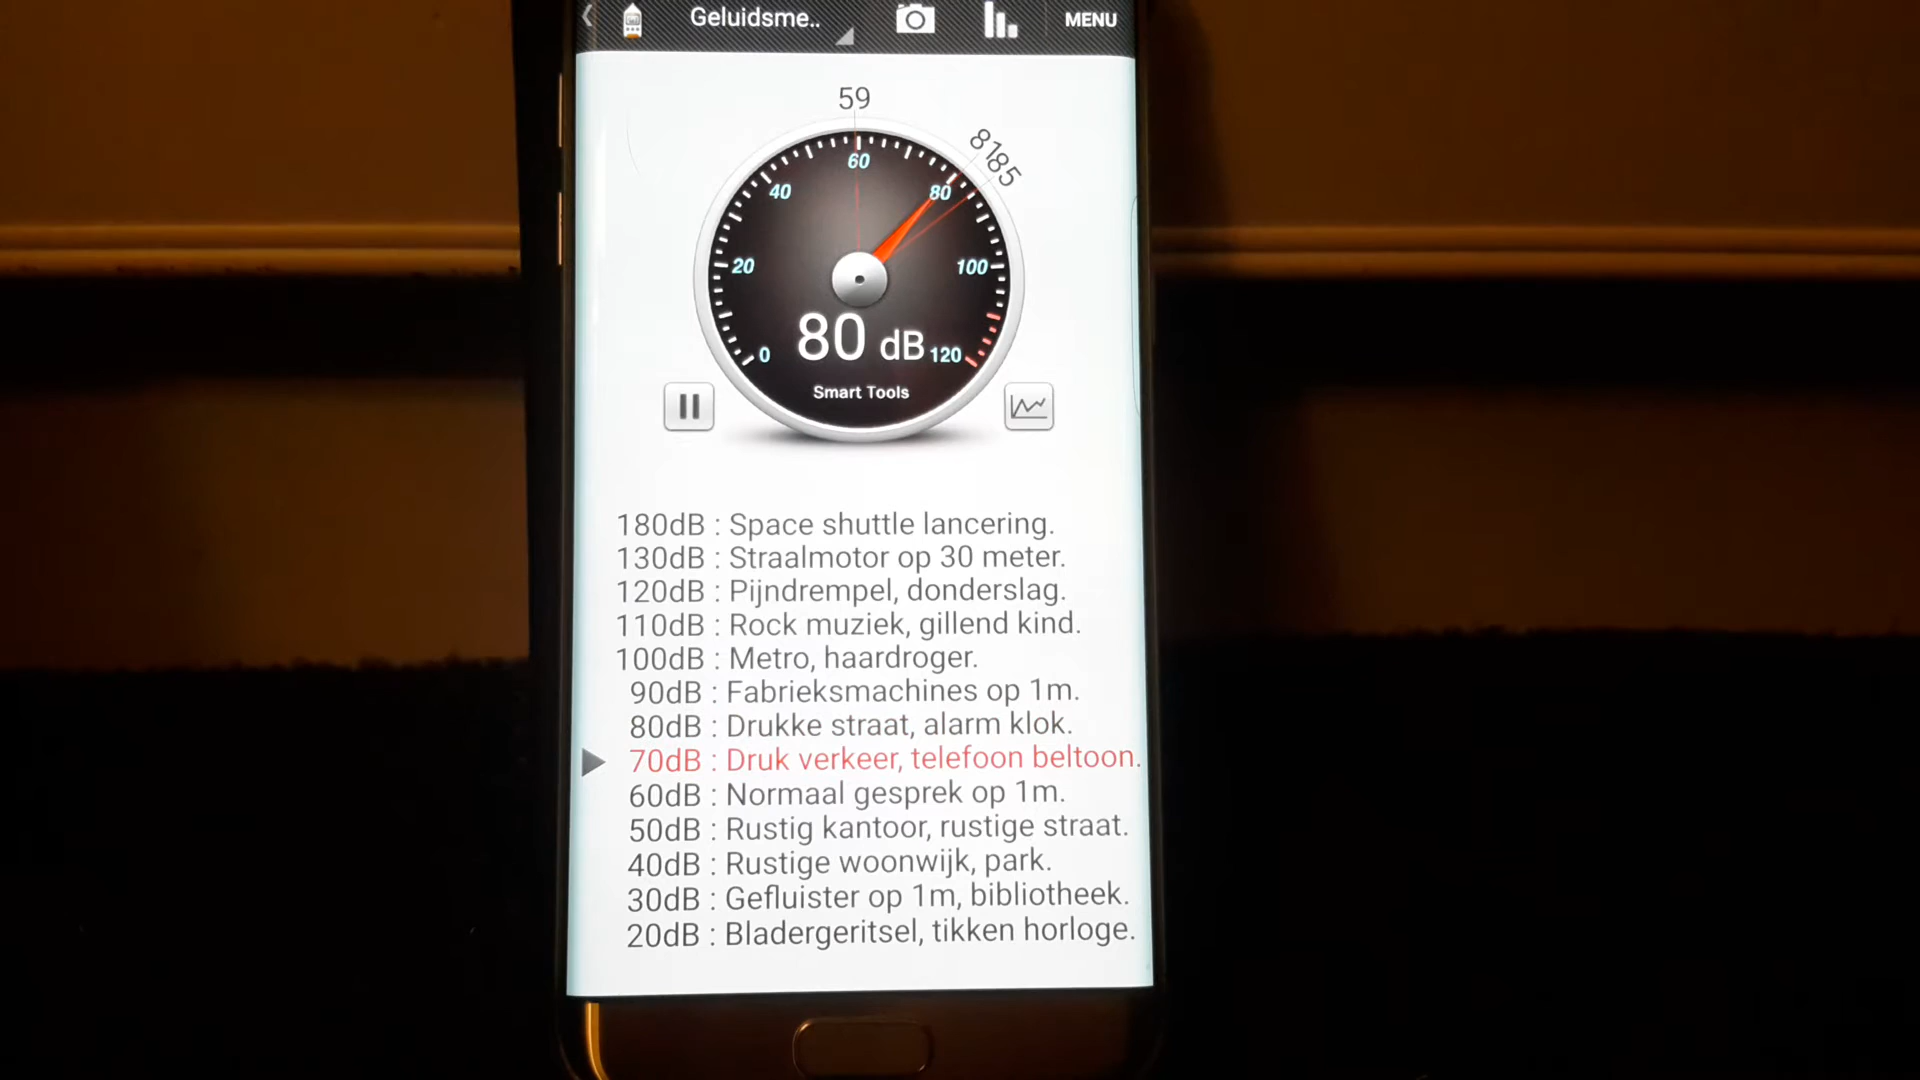 Geluidsme..
MENU
59
81 85
60
40
80
20
100
80 dB
0
120
Smart Tools
180dB : Space shuttle lancering.
130dB : Straalmotor op 30 meter.
120dB : Pijndrempel, donderslag.
110dB : Rock muziek, gillend kind.
100dB : Metro, haardroger.
90dB : Fabrieksmachines op 1m.
80dB : Drukke straat, alarm klok.
70dB : Druk verkeer, telefoon beltoon.
60dB : Normaal gesprek op 1m.
50dB : Rustig kantoor, rustige straat.
40dB : Rustige woonwijk, park.
30dB : Gefluister op 1m, bibliotheek.
20dB : Bladergeritsel, tikken horloge.